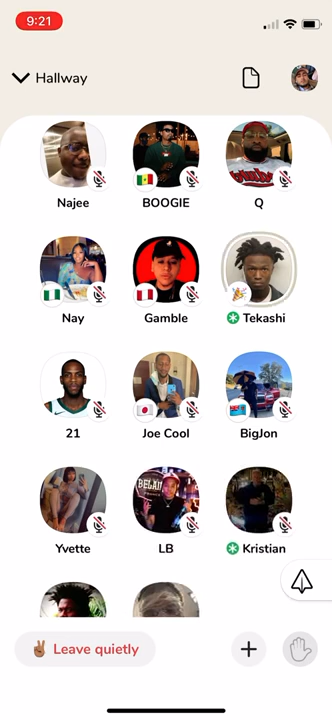 9:21
Hallway
Najee
BOOGIE
Q
Nay
Gamble
Tekashi
21
Joe Cool
BigJon
Yvette
LB
Kristian
Leave quietly